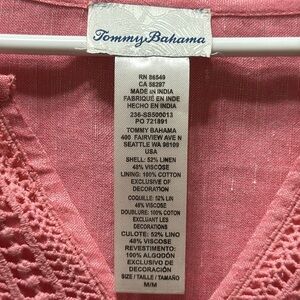 Tommy Bahama
RN 86549
CA 58297
MADE IN INDIA
FABRIQUÉ EN INDE
HECHO EN INDIA
236-SS500013
PO 721891
TOMMY BAHAMA
400 FAIRVIEW AVE N
SEATTLE WA 98109
USA
SHELL: 52% LINEN
48% VISCOSE
LINING: 100% COTTON
EXCLUSIVE OF
DECORATION
COQUILLE: 52% LIN
48% VISCOSE
DOUBLURE: 100% COTON
EXCLUANT LES
DECORATIONS
CULOTE: 52% LINO
48% VISCOSE
REVESTIMENTO:
100% ALGODÓN
EXCLUSIVO DE
DECORACIÓN
SIZE / TAILLE / TAMAÑO
M/M